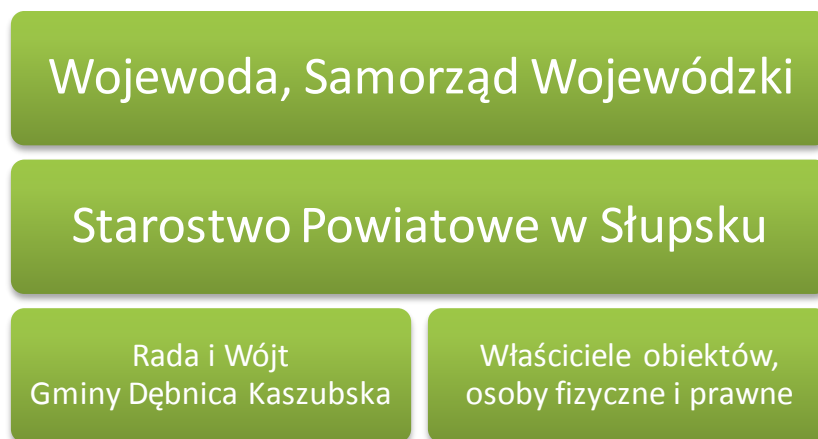 Wojewoda, Samorząd Wojewódzki
Starostwo Powiatowe w Słupsku
Rada i Wójt
Gminy Dębnica Kaszubska
Właściciele obiektów,
osoby fizyczne i prawne